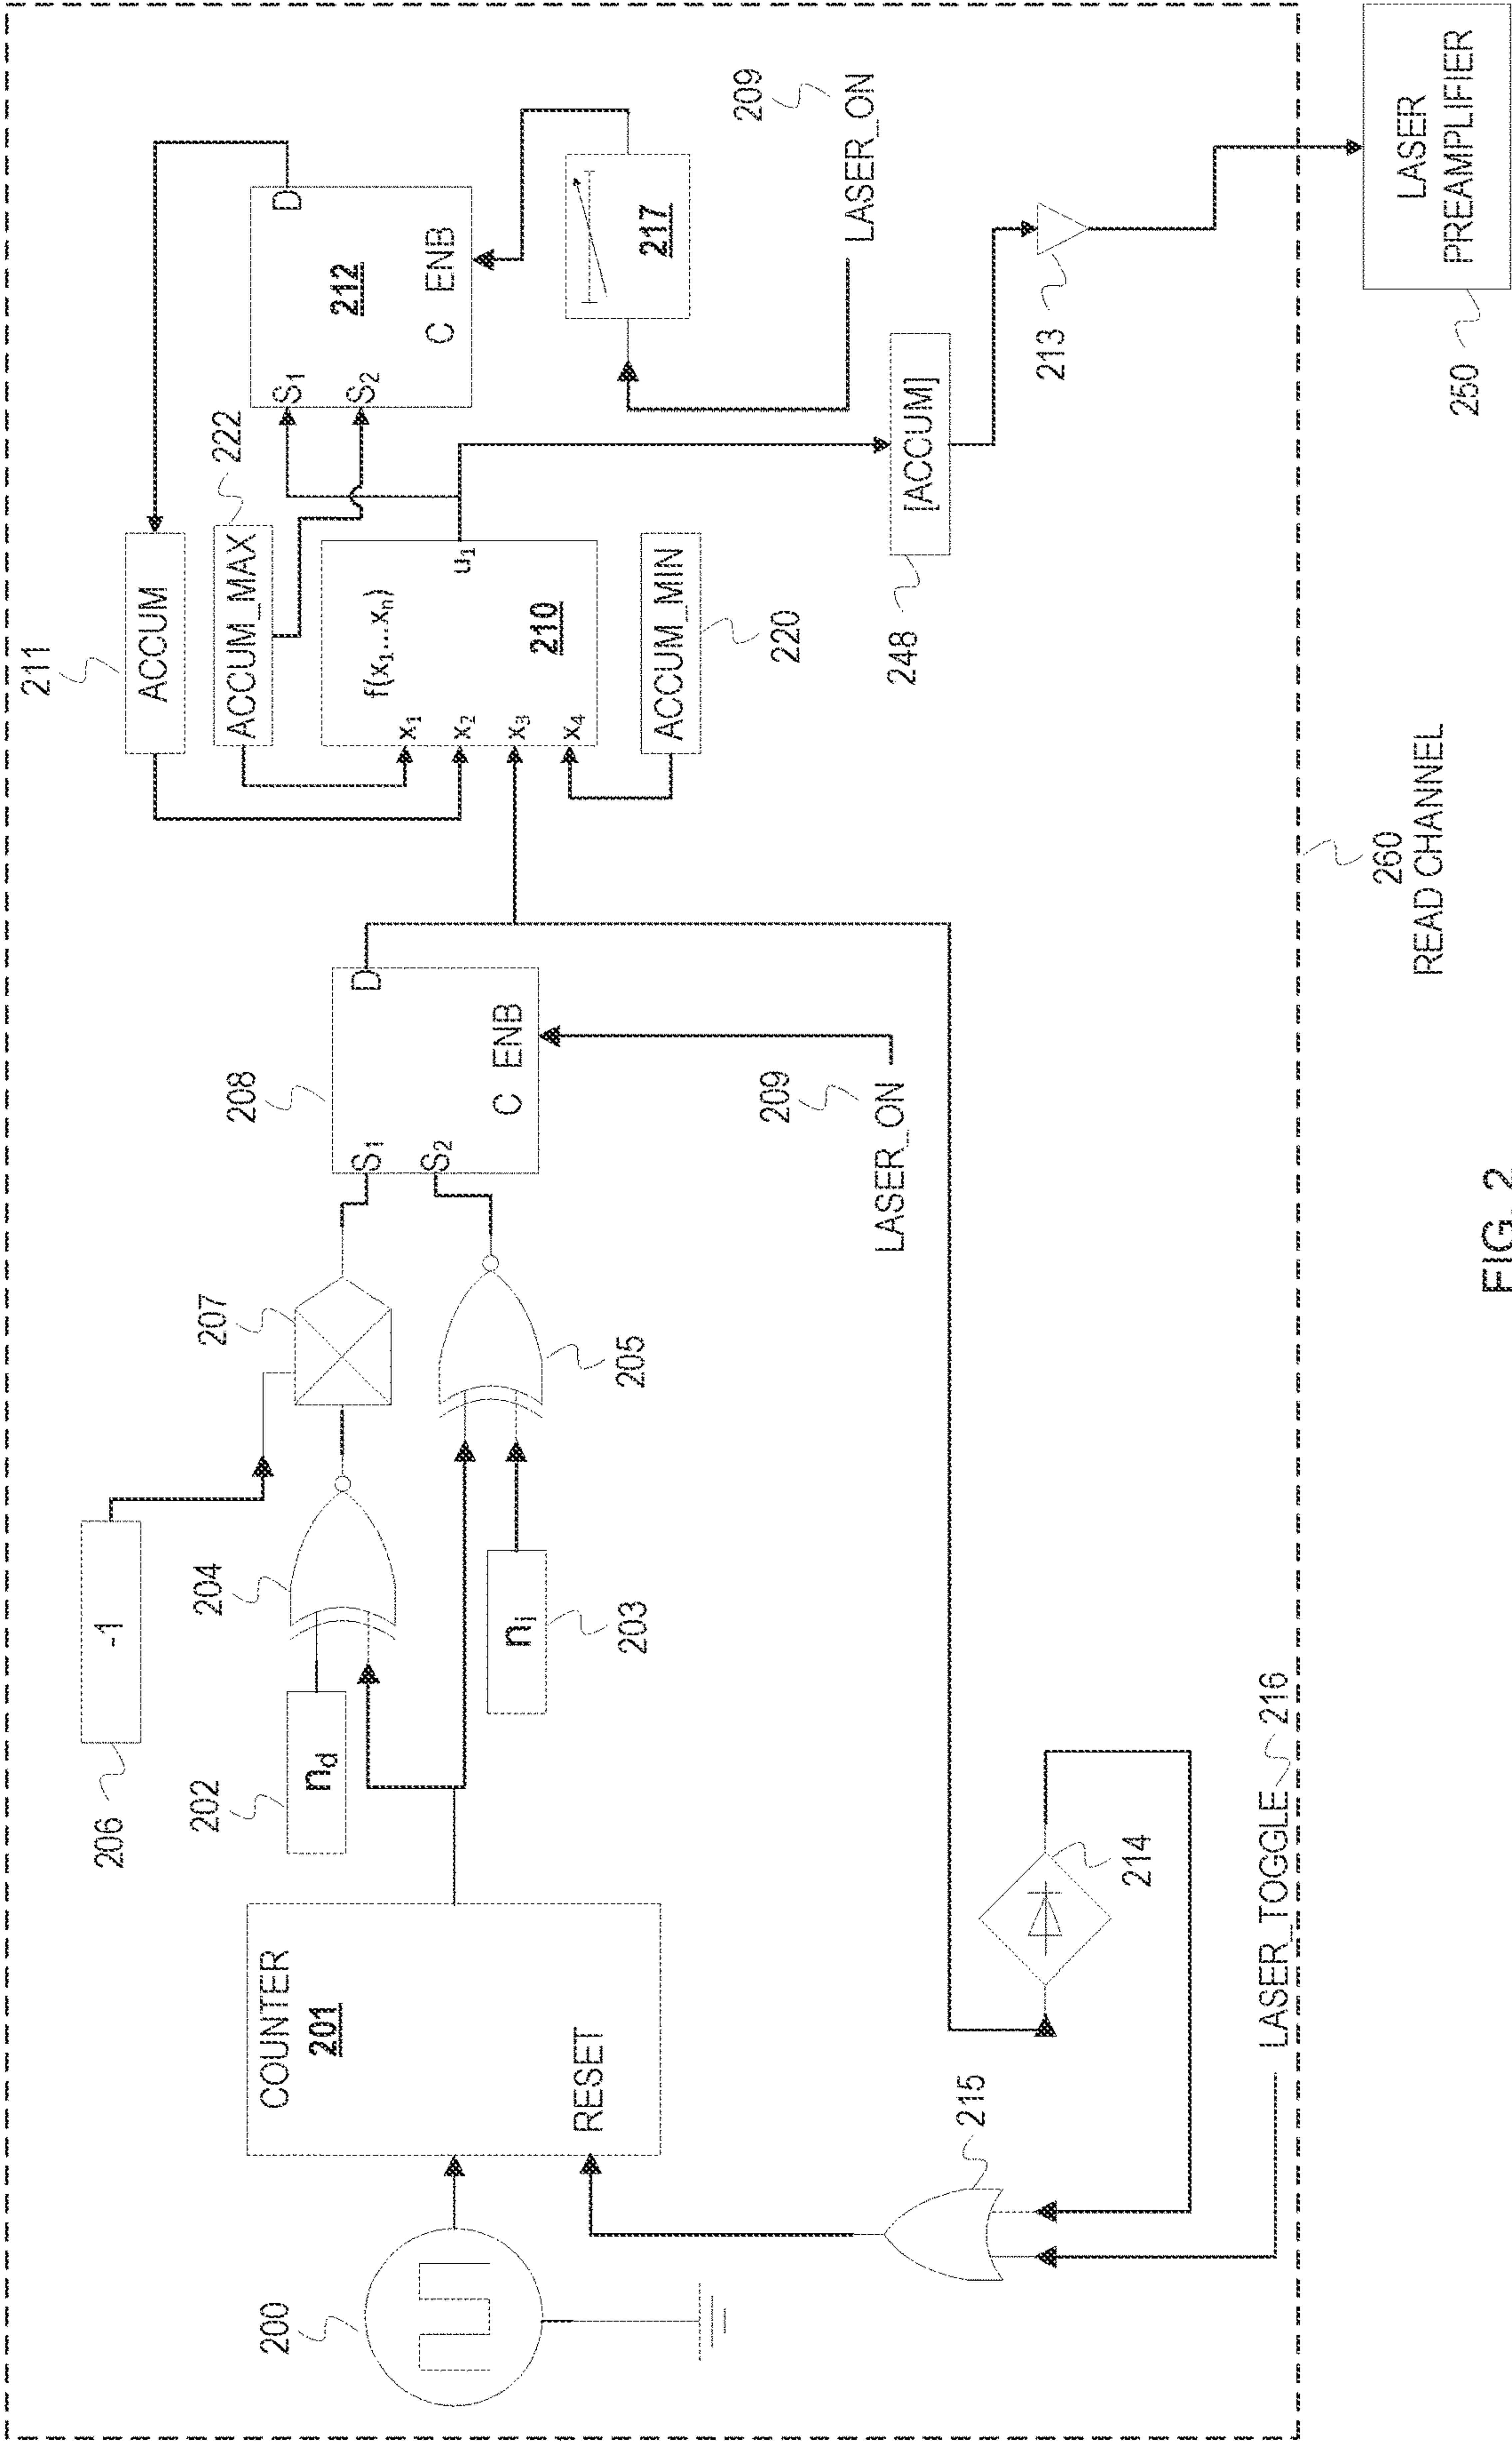 211
ACCUM
222
ACCUM_MAX
f(x₁...xₙ)
x₁
x₂
x₃
x₄
u₁
210
ACCUM_MIN
220
S₁
S₂
D
212
C ENB
217
209
LASER_ON
[ACCUM]
248
213
LASER
PREAMPLIFIER
250
206
-1
202
n_d
204
207
203
n_i
205
208
S₁
S₂
D
C ENB
209
LASER_ON
200
COUNTER
201
RESET
215
214
LASER_TOGGLE
216
260
READ CHANNEL
FIG. 2